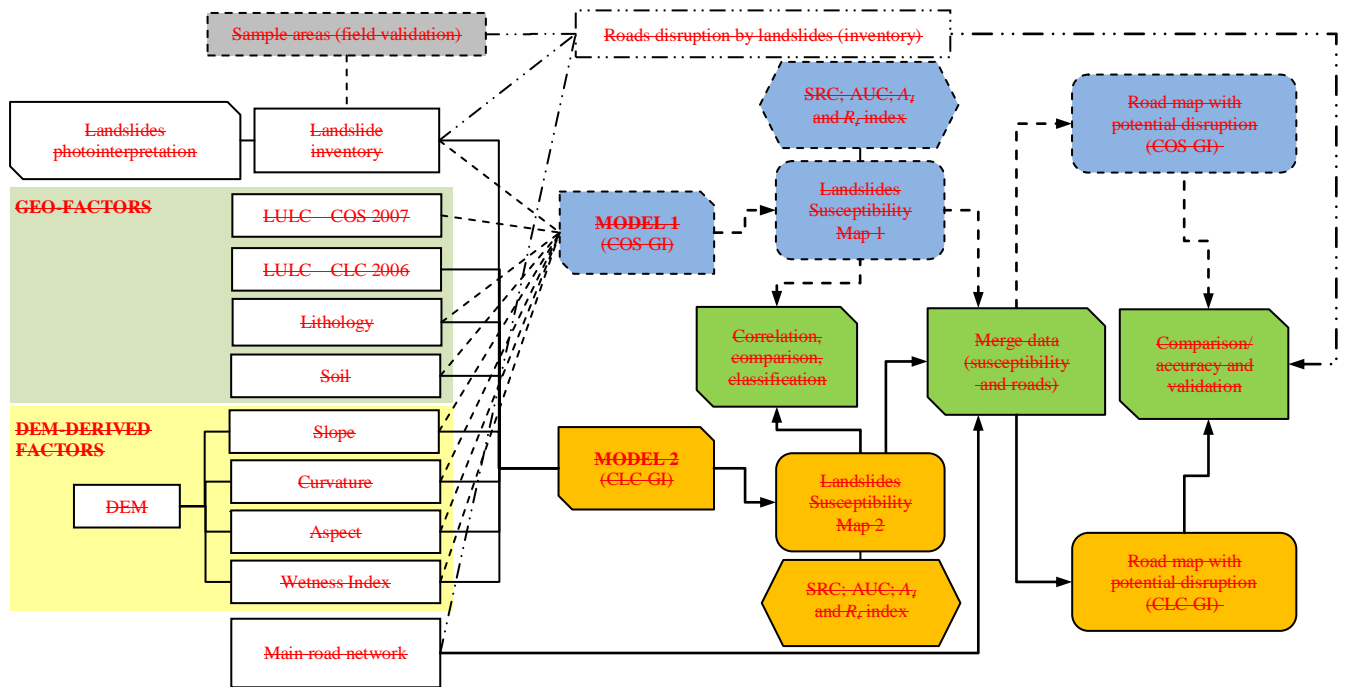 Sample areas (field validation)
Roads disruption by landslides (inventory)
Landslides
photointerpretation
Landslide
inventory
SRC; AUC; Ai
and Ri index
Road map with
potential disruption
(COS-GI)
GEO-FACTORS
LULC – COS 2007
LULC – CLC 2006
Lithology
Soil
MODEL 1
(COS-GI)
Landslides
Susceptibility
Map 1
Correlation,
comparison,
classification
Merge data
(susceptibility
and roads)
Comparison/
accuracy and
validation
DEM-DERIVED
FACTORS
DEM
Slope
Curvature
Aspect
Wetness Index
MODEL 2
(CLC-GI)
Landslides
Susceptibility
Map 2
SRC; AUC; Ai
and Ri index
Road map with
potential disruption
(CLC-GI)
Main road network